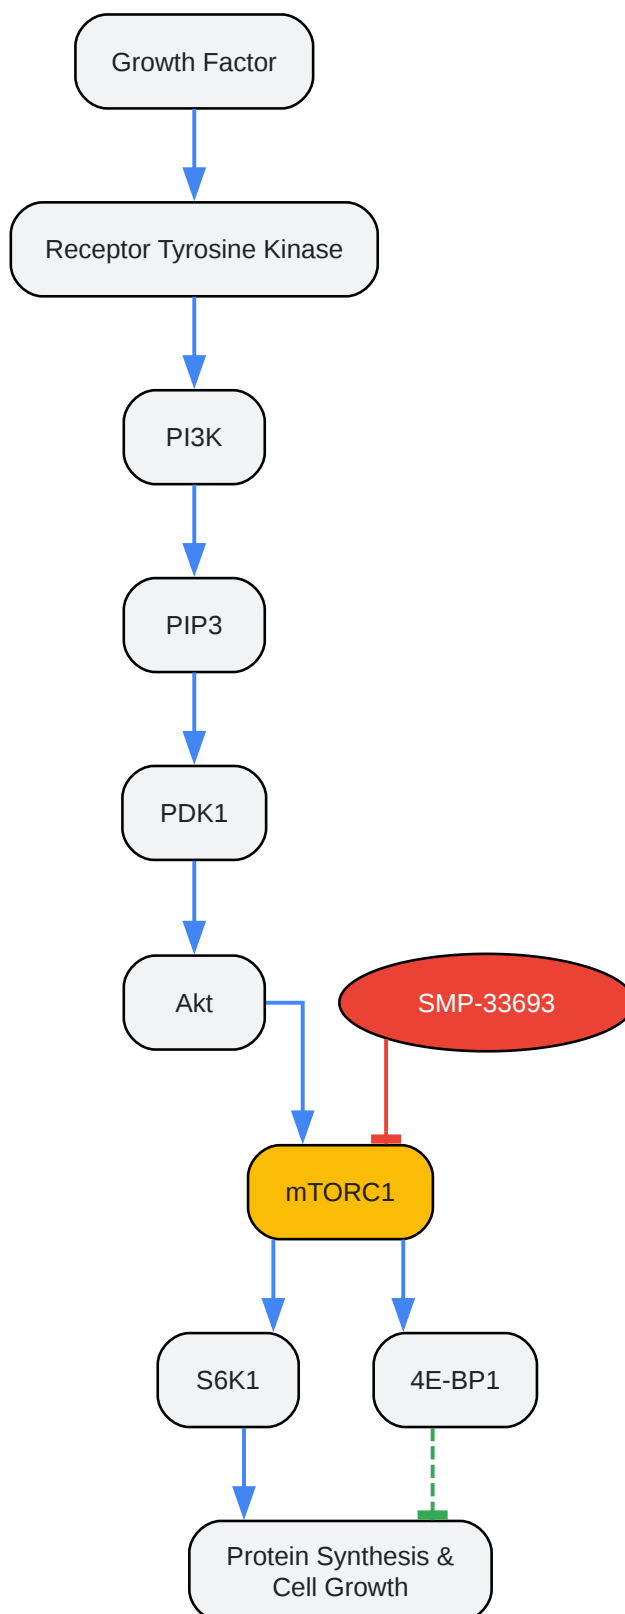 Growth Factor
Receptor Tyrosine Kinase
PI3K
PIP3
PDK1
Akt
SMP-33693
mTORC1
S6K1
4E-BP1
Protein Synthesis &
Cell Growth